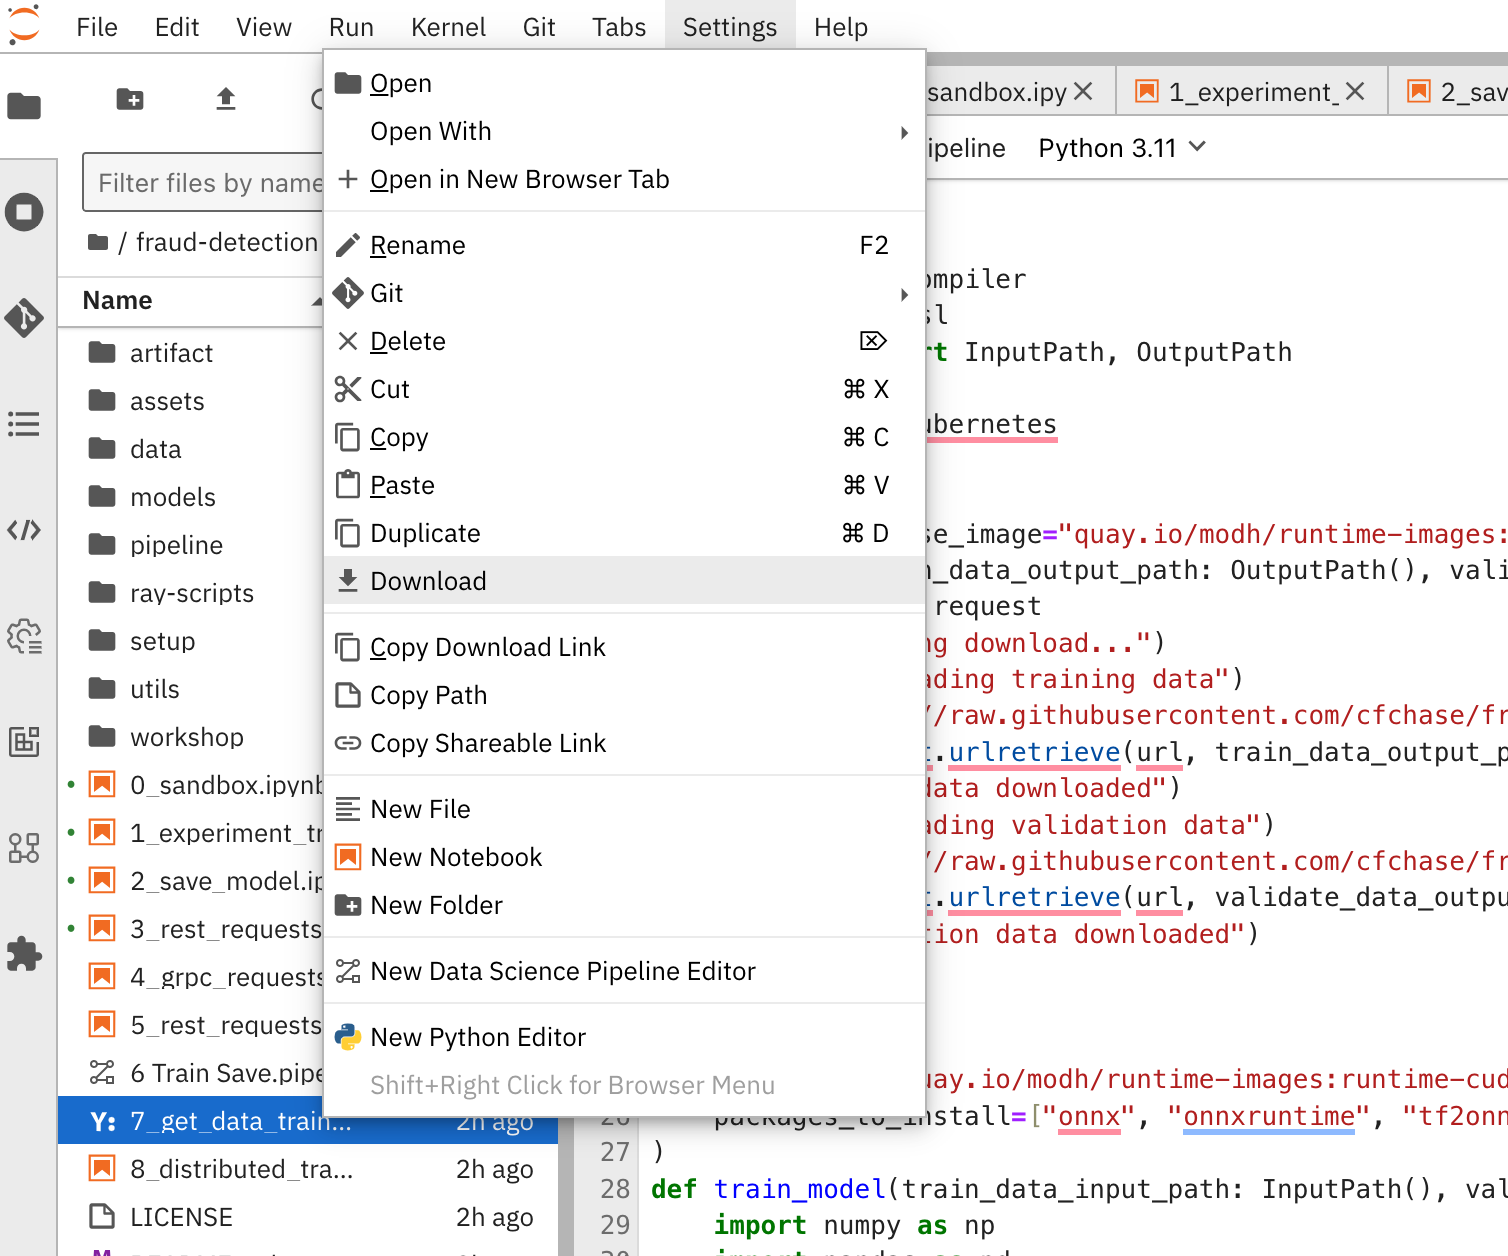 File Edit View Run Kernel Git Tabs Settings Help
sandbox.ipy 1_experiment_ 2_sav
ipeline Python 3.11
Filter files by name
/ fraud-detection
Name
artifact
assets
data
models
pipeline
ray-scripts
setup
utils
workshop
0_sandbox.ipynb
1_experiment_tr
2_save_model.ip
3_rest_requests
4_grpc_requests
5_rest_requests
6 Train Save.pipe
Y: 7_get_data_train... 2h ago
8_distributed_tra... 2h ago
LICENSE 2h ago
Open
Open With
Open in New Browser Tab
Rename F2
Git
Delete ⌦
Cut ⌘ X
Copy ⌘ C
Paste ⌘ V
Duplicate ⌘ D
Download
Copy Download Link
Copy Path
Copy Shareable Link
New File
New Notebook
New Folder
New Data Science Pipeline Editor
New Python Editor
Shift+Right Click for Browser Menu
ompiler
sl
rt InputPath, OutputPath
ubernetes
se_image="quay.io/modh/runtime-images:
n_data_output_path: OutputPath(), vali
request
ng download...")
ading training data")
//raw.githubusercontent.com/cfchase/fr
t.urlretrieve(url, train_data_output_p
data downloaded")
ading validation data")
//raw.githubusercontent.com/cfchase/fr
t.urlretrieve(url, validate_data_outpu
tion data downloaded")
uay.io/modh/runtime-images:runtime-cud
26 packages_to_install=["onnx", "onnxruntime", "tf2onn
27 )
28 def train_model(train_data_input_path: InputPath(), val
29 import numpy as np